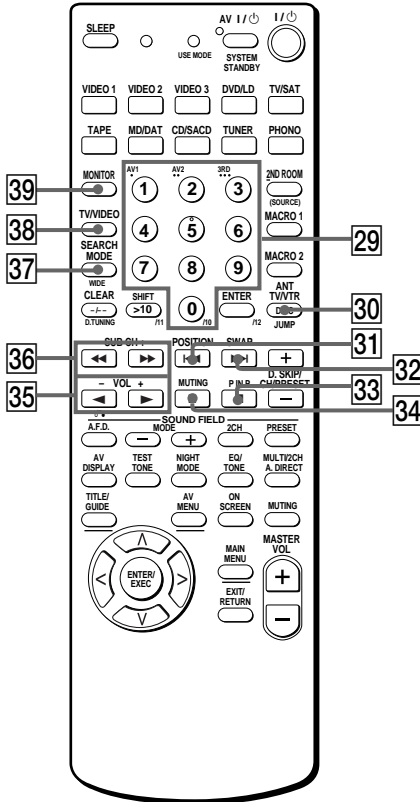 SLEEP
USE MODE
AV I/⏻
SYSTEM
STANDBY
I/⏻
VIDEO 1 VIDEO 2 VIDEO 3 DVD/LD TV/SAT
TAPE MD/DAT CD/SACD TUNER PHONO
MONITOR
AV1 AV2 3RD
2ND ROOM
(SOURCE)
39
1 2 3
MACRO 1
TV/VIDEO
38
4 5 6
29
SEARCH
MODE
WIDE
37
7 8 9
MACRO 2
CLEAR
-/--
D.TUNING
SHIFT
>10
/11
0
/10
ENTER
/12
ANT
TV/VTR
JUMP
30
31
POSITION SWAP
36
32
+
D. SKIP/
CH/PRESET
35
– VOL +
MUTING
P IN P
–
33
34
SOUND FIELD
A.F.D. MODE 2CH PRESET
– +
AV
DISPLAY
TEST
TONE
NIGHT
MODE
EQ/
TONE
MULTI/2CH
A. DIRECT
TITLE/
GUIDE
AV
MENU
ON
SCREEN
MUTING
ENTER/
EXEC
MAIN
MENU
MASTER
VOL
+
EXIT/
RETURN
–